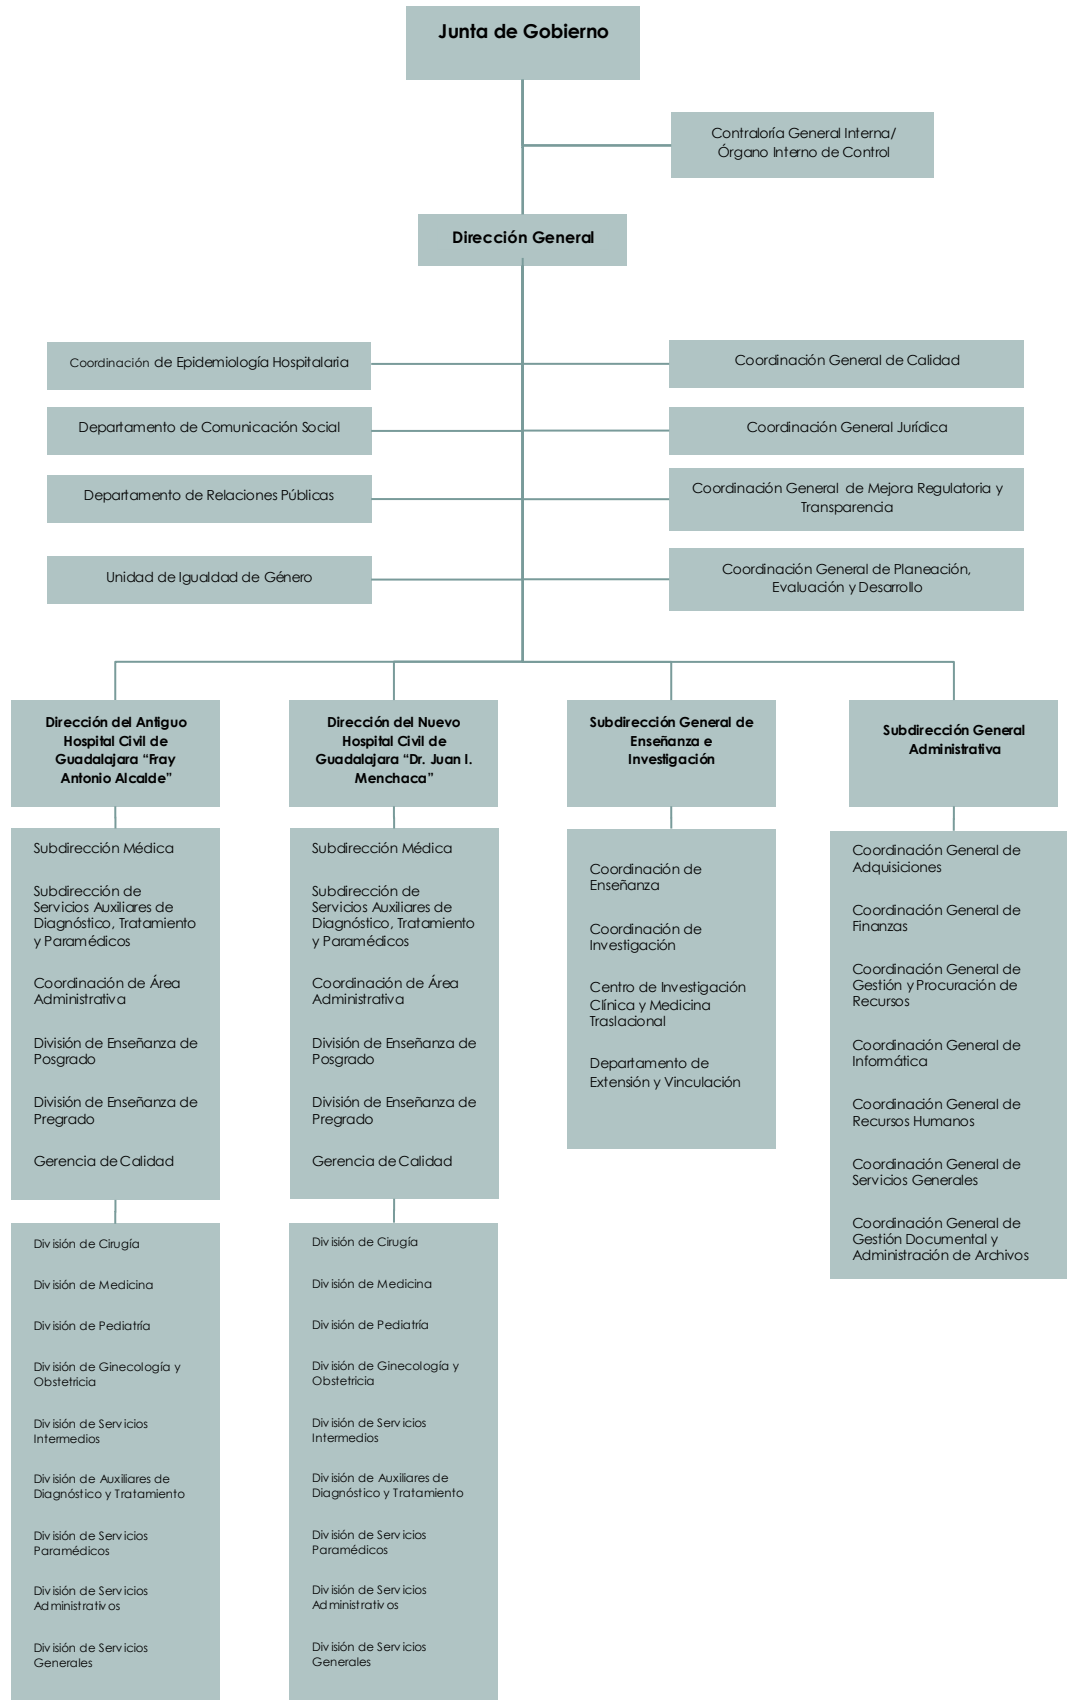 Junta de Gobierno
Contraloría General Interna/
Órgano Interno de Control
Dirección General
Coordinación de Epidemiología Hospitalaria
Coordinación General de Calidad
Departamento de Comunicación Social
Coordinación General Jurídica
Departamento de Relaciones Públicas
Coordinación General de Mejora Regulatoria y
Transparencia
Unidad de Igualdad de Género
Coordinación General de Planeación,
Evaluación y Desarrollo
Dirección del Antiguo
Hospital Civil de
Guadalajara “Fray
Antonio Alcalde”
Dirección del Nuevo
Hospital Civil de
Guadalajara “Dr. Juan I.
Menchaca”
Subdirección General de
Enseñanza e
Investigación
Subdirección General
Administrativa
Subdirección Médica
Subdirección de
Servicios Auxiliares de
Diagnóstico, Tratamiento
y Paramédicos
Coordinación de Área
Administrativa
División de Enseñanza de
Posgrado
División de Enseñanza de
Pregrado
Gerencia de Calidad
Subdirección Médica
Subdirección de
Servicios Auxiliares de
Diagnóstico, Tratamiento
y Paramédicos
Coordinación de Área
Administrativa
División de Enseñanza de
Posgrado
División de Enseñanza de
Pregrado
Gerencia de Calidad
Coordinación de
Enseñanza
Coordinación de
Investigación
Centro de Investigación
Clínica y Medicina
Traslacional
Departamento de
Extensión y Vinculación
Coordinación General de
Adquisiciones
Coordinación General de
Finanzas
Coordinación General de
Gestión y Procuración de
Recursos
Coordinación General de
Informática
Coordinación General de
Recursos Humanos
Coordinación General de
Servicios Generales
Coordinación General de
Gestión Documental y
Administración de Archivos
División de Cirugía
División de Medicina
División de Pediatría
División de Ginecología y
Obstetricia
División de Servicios
Intermedios
División de Auxiliares de
Diagnóstico y Tratamiento
División de Servicios
Paramédicos
División de Servicios
Administrativos
División de Servicios
Generales
División de Cirugía
División de Medicina
División de Pediatría
División de Ginecología y
Obstetricia
División de Servicios
Intermedios
División de Auxiliares de
Diagnóstico y Tratamiento
División de Servicios
Paramédicos
División de Servicios
Administrativos
División de Servicios
Generales